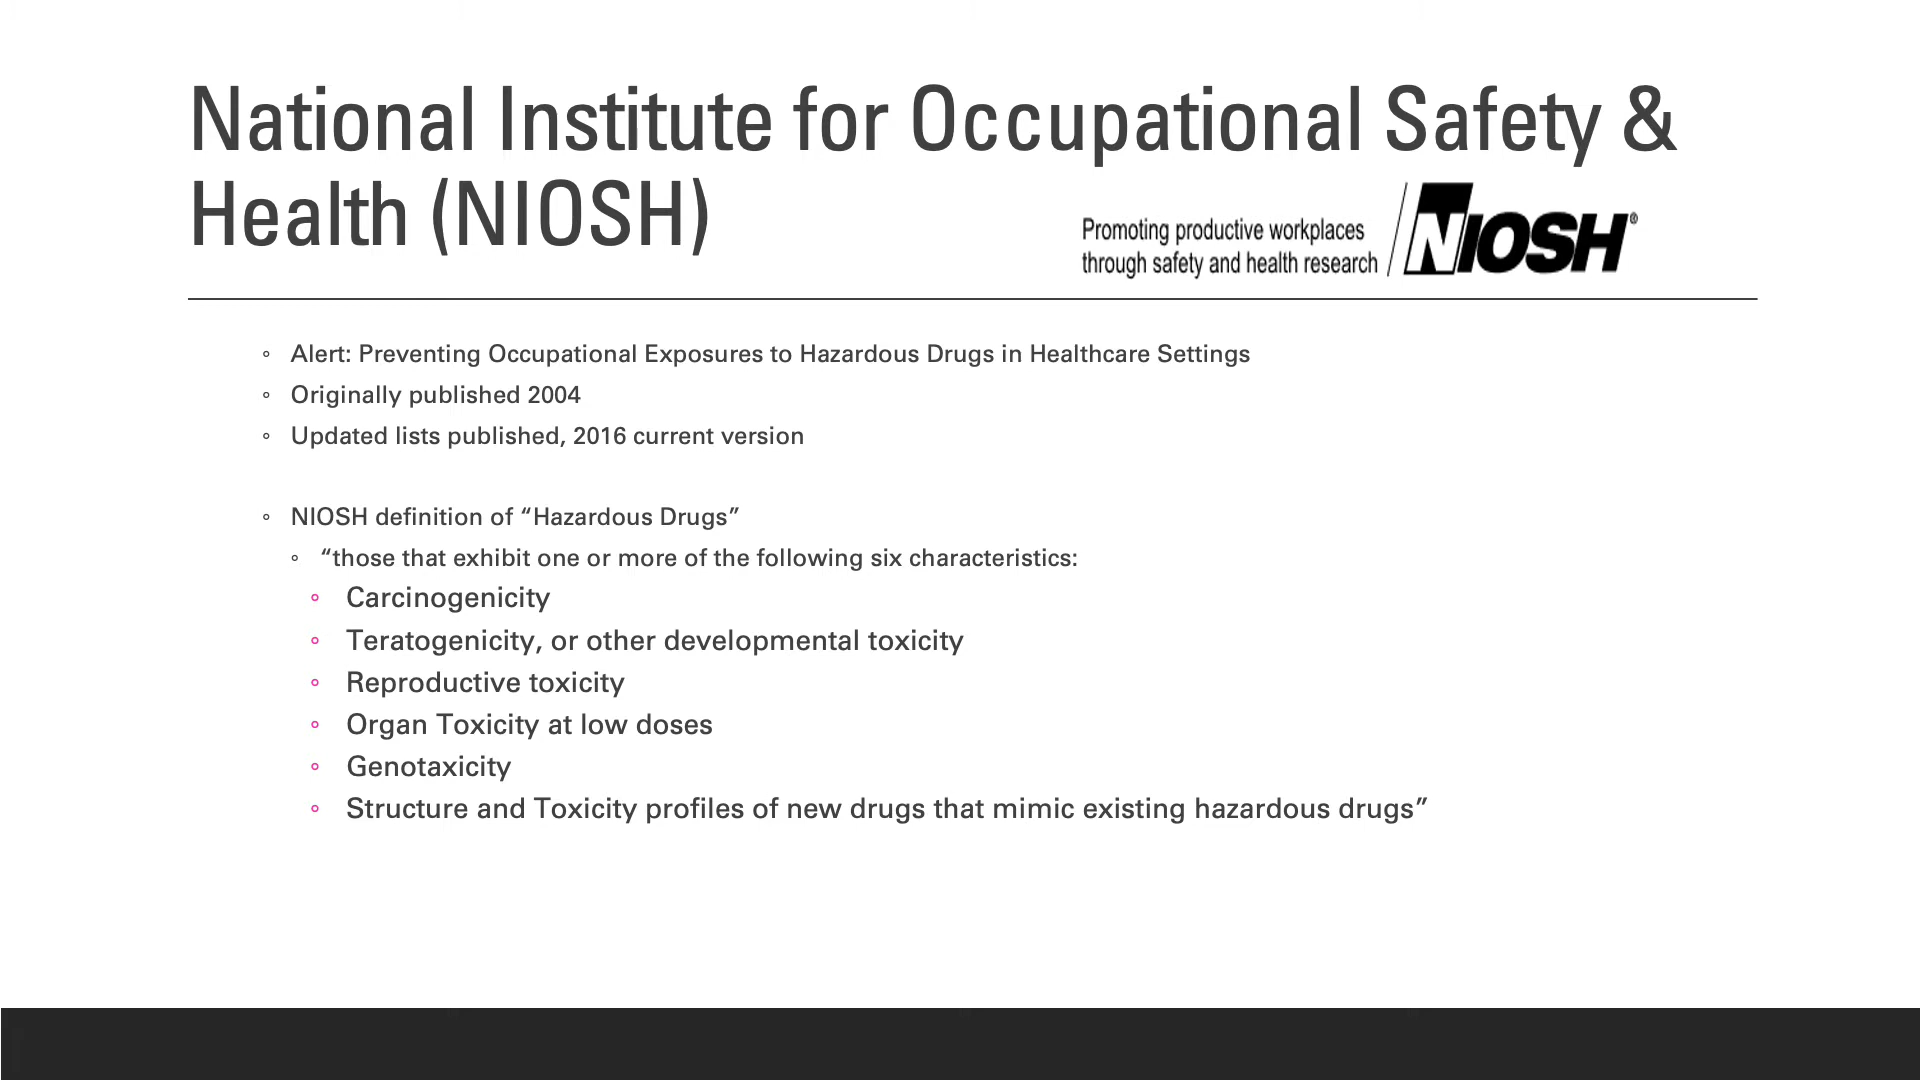 National Institute for Occupational Safety &
Health (NIOSH)
Promoting productive workplaces
through safety and health research
NIOSH®
◦ Alert: Preventing Occupational Exposures to Hazardous Drugs in Healthcare Settings
◦ Originally published 2004
◦ Updated lists published, 2016 current version
◦ NIOSH definition of “Hazardous Drugs”
◦ “those that exhibit one or more of the following six characteristics:
◦ Carcinogenicity
◦ Teratogenicity, or other developmental toxicity
◦ Reproductive toxicity
◦ Organ Toxicity at low doses
◦ Genotaxicity
◦ Structure and Toxicity profiles of new drugs that mimic existing hazardous drugs”